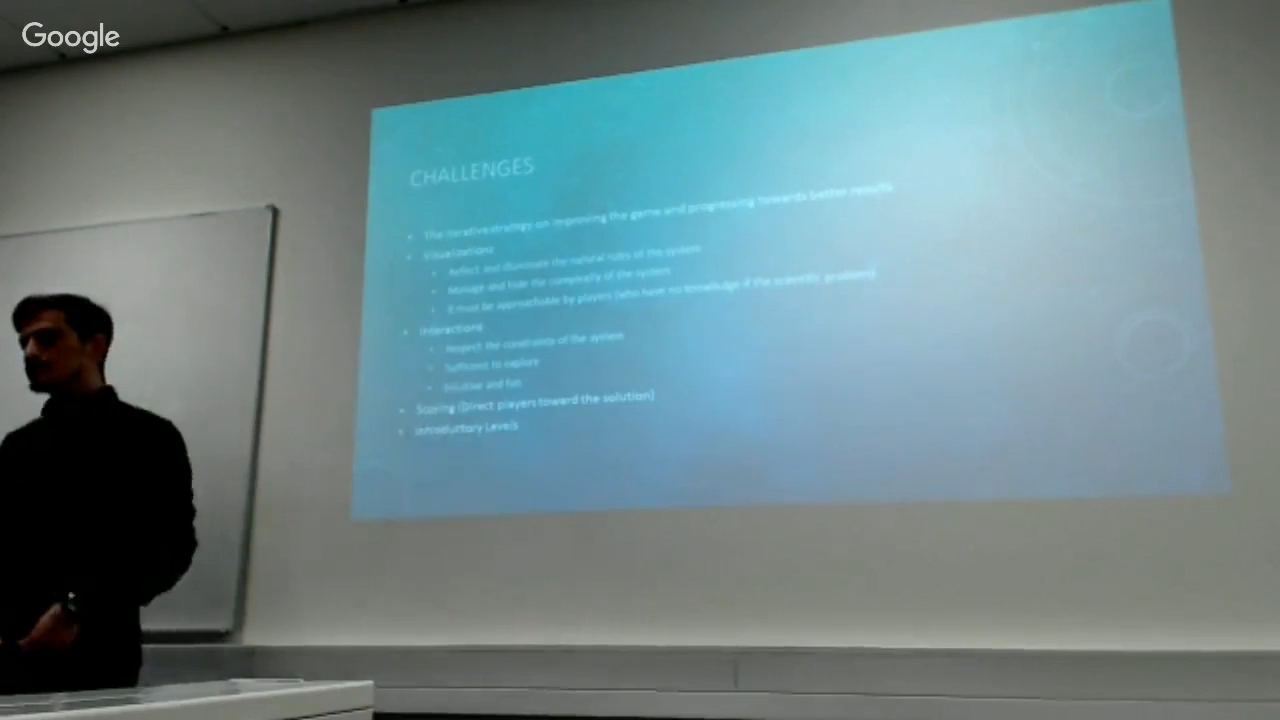 Google
CHALLENGES
The iterative strategy on improving the game and progressing towards better results
Visualizations
Reflect and illuminate the natural rules of the system
Manage and hide the complexity of the system
It must be approachable by players (who have no knowledge if the scientific problem)
Interactions
Respect the constraints of the system
Sufficient to explore
Intuitive and fun
Scoring (Direct players toward the solution)
Introductory Levels